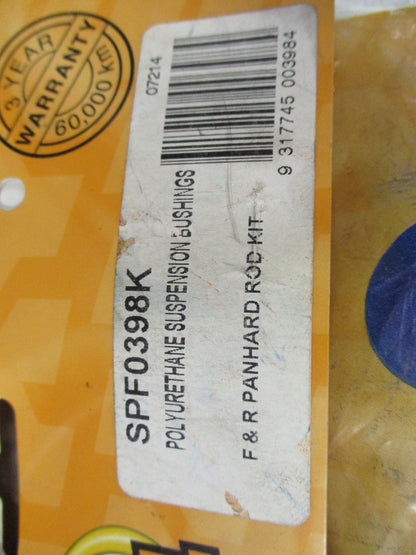 3 YEAR
WARRANTY
60,000 KM
07214
9 317745 003984
SPF0398K
POLYURETHANE SUSPENSION BUSHINGS
F & R PANHARD ROD KIT